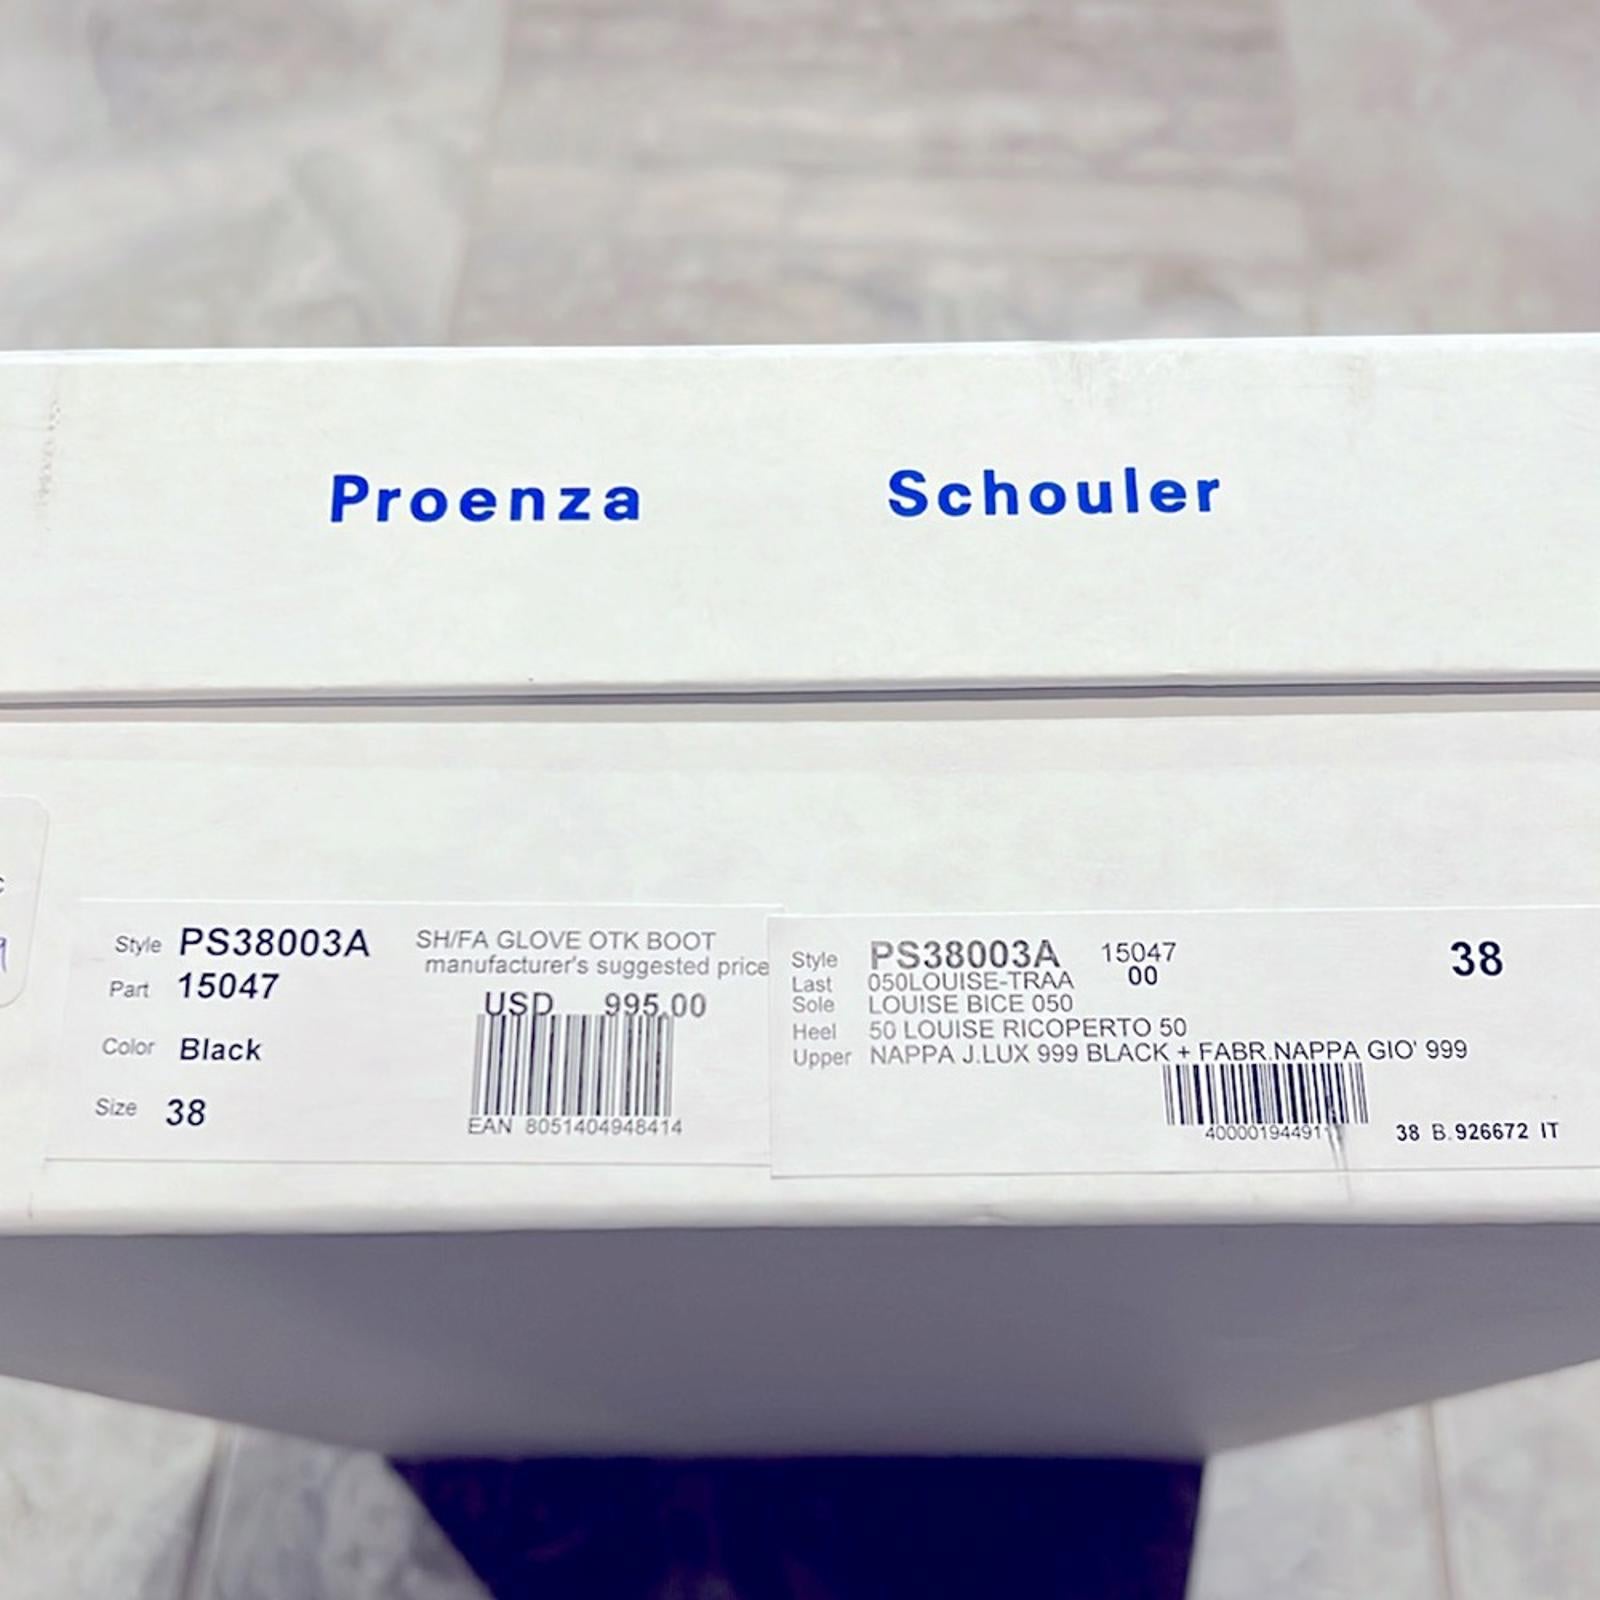 Proenza Schouler
Style PS38003A SH/FA GLOVE OTK BOOT
manufacturer's suggested price
Part 15047
USD 995.00
Color Black
Size 38
EAN 8051404948414
Style PS38003A 15047 38
Last 050LOUISE-TRAA 00
Sole LOUISE BICE 050
Heel 50 LOUISE RICOPERTO 50
Upper NAPPA J.LUX 999 BLACK + FABR.NAPPA GIO' 999
38 B.926672 IT